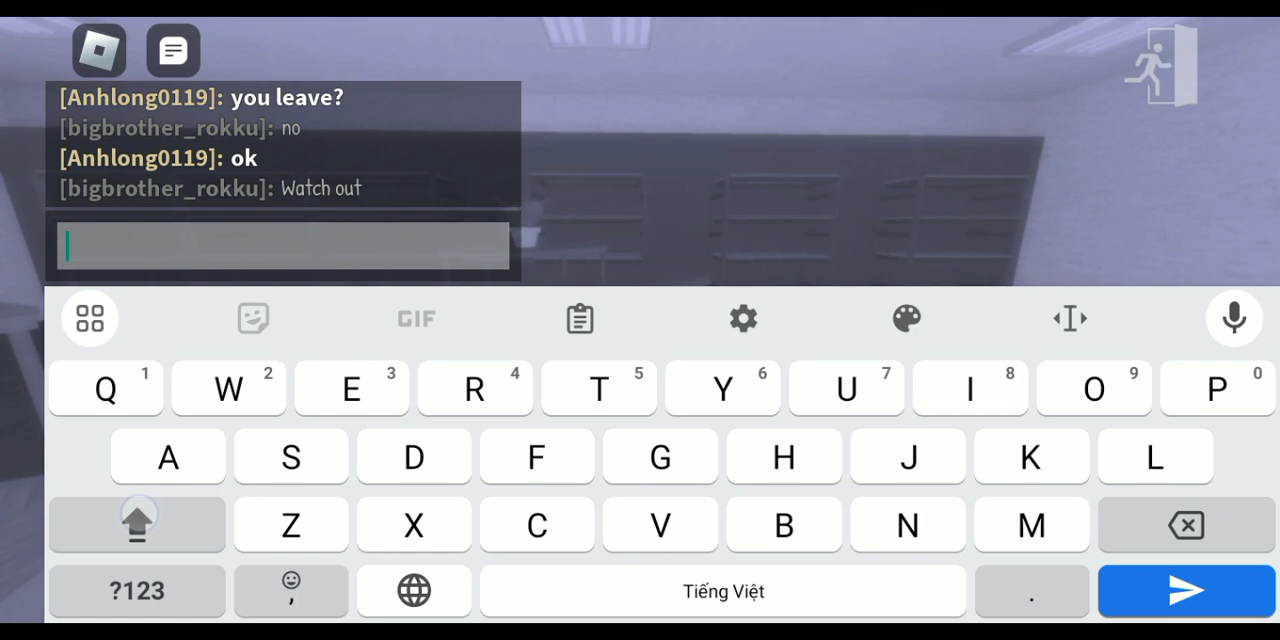 [Anhlong0119]: you leave?
[bigbrother_rokku]: no
[Anhlong0119]: ok
[bigbrother_rokku]: Watch out
GIF
Q 1 W 2 E 3 R 4 T 5 Y 6 U 7 I 8 O 9 P 0
A S D F G H J K L
Z X C V B N M
?123 , Tiếng Việt .